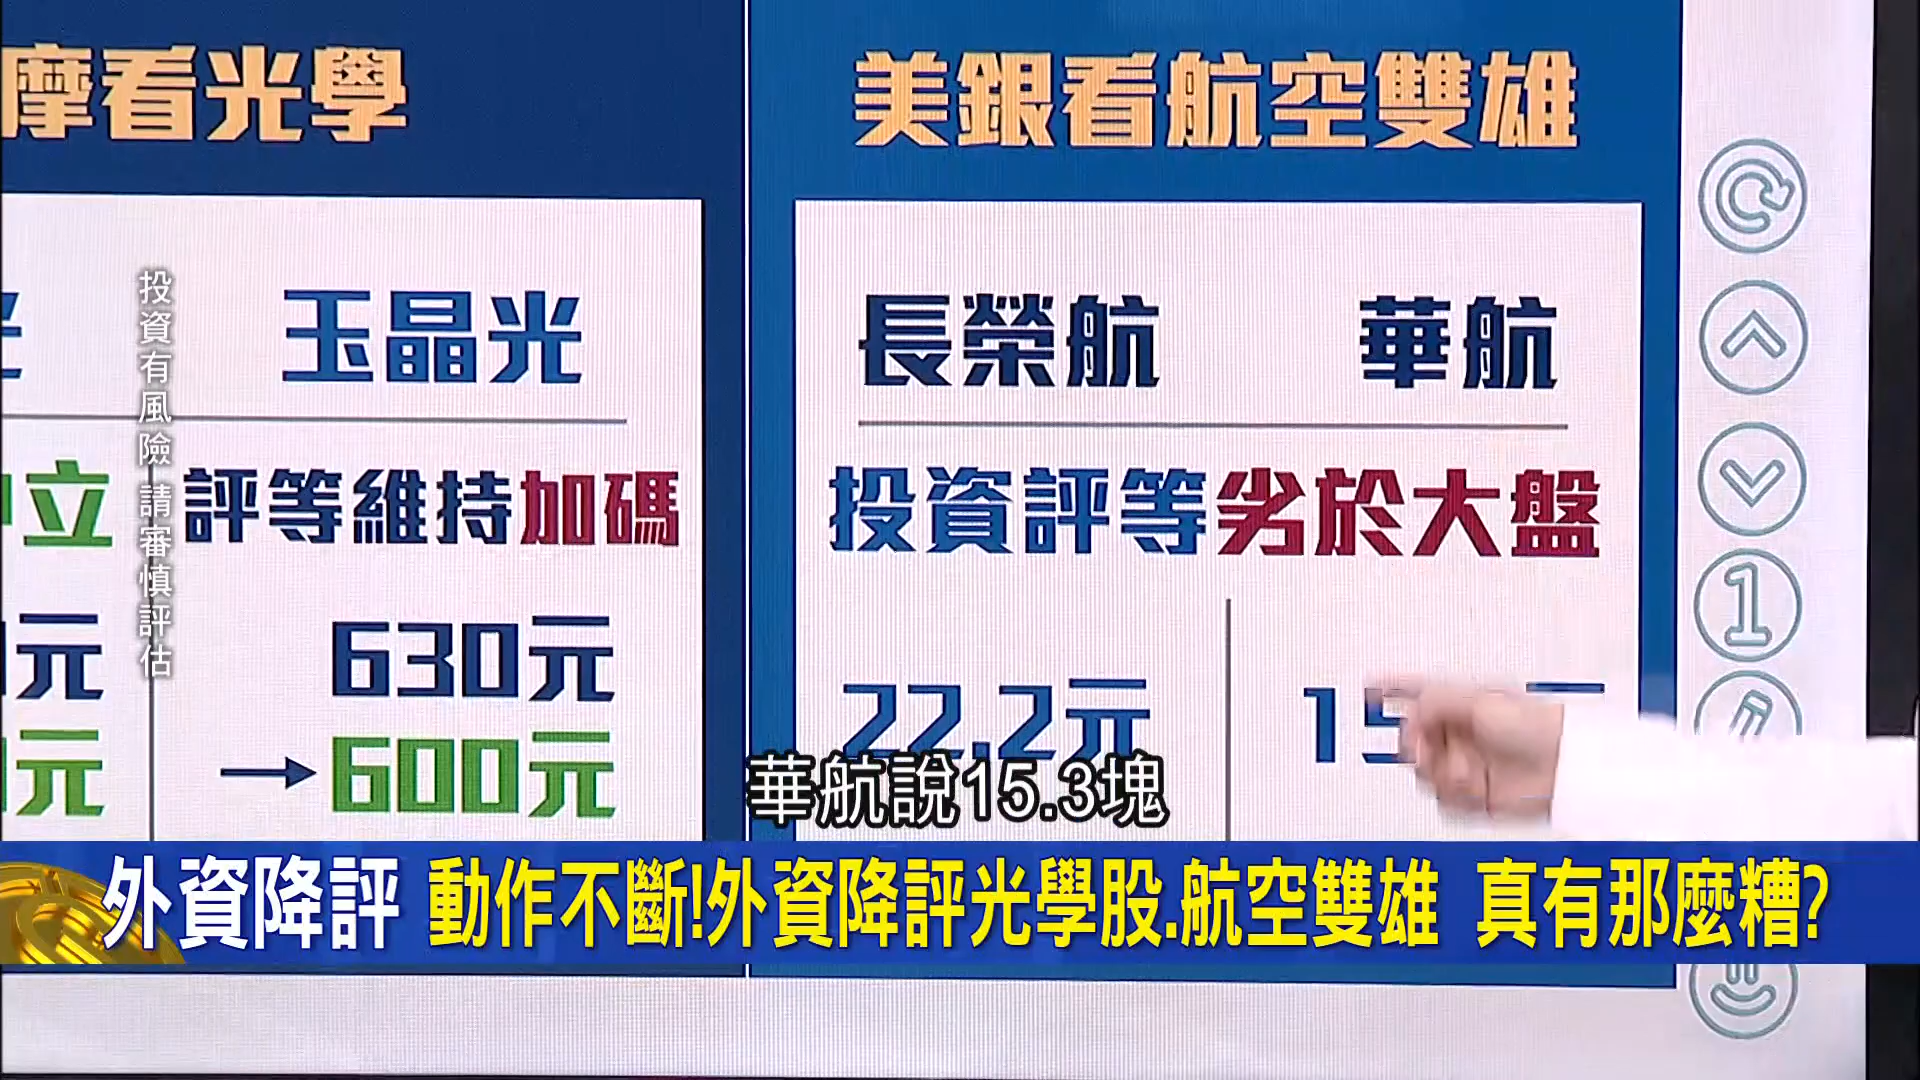 摩看光學
玉晶光
立 評等維持加碼
元 630元
元 →600元
美銀看航空雙雄
長榮航 華航
投資評等劣於大盤
22.2元
投資有風險 請審慎評估
1
華航說15.3塊
外資降評 動作不斷!外資降評光學股.航空雙雄 真有那麼糟?